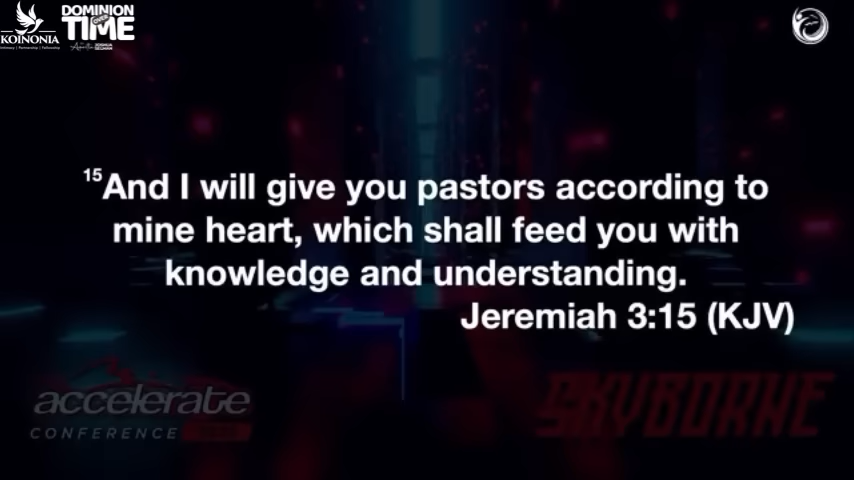 KOINONIA
DOMINION
OVER
TIME
15And I will give you pastors according to
mine heart, which shall feed you with
knowledge and understanding.
Jeremiah 3:15 (KJV)
accelerate
CONFERENCE
SKYBORNE